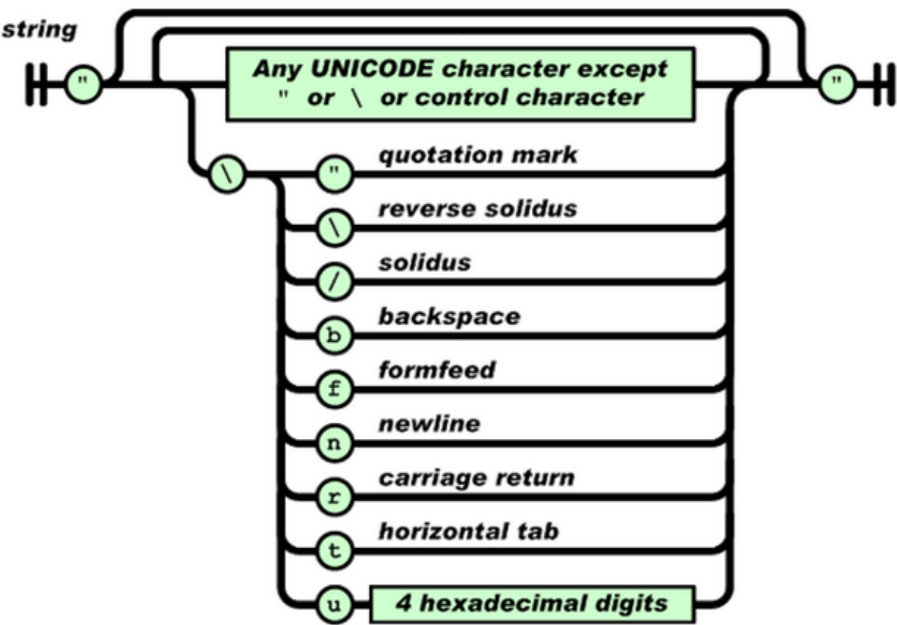 string
" Any UNICODE character except "
" or \ or control character
\ " quotation mark
\ reverse solidus
/ solidus
b backspace
f formfeed
n newline
r carriage return
t horizontal tab
u 4 hexadecimal digits